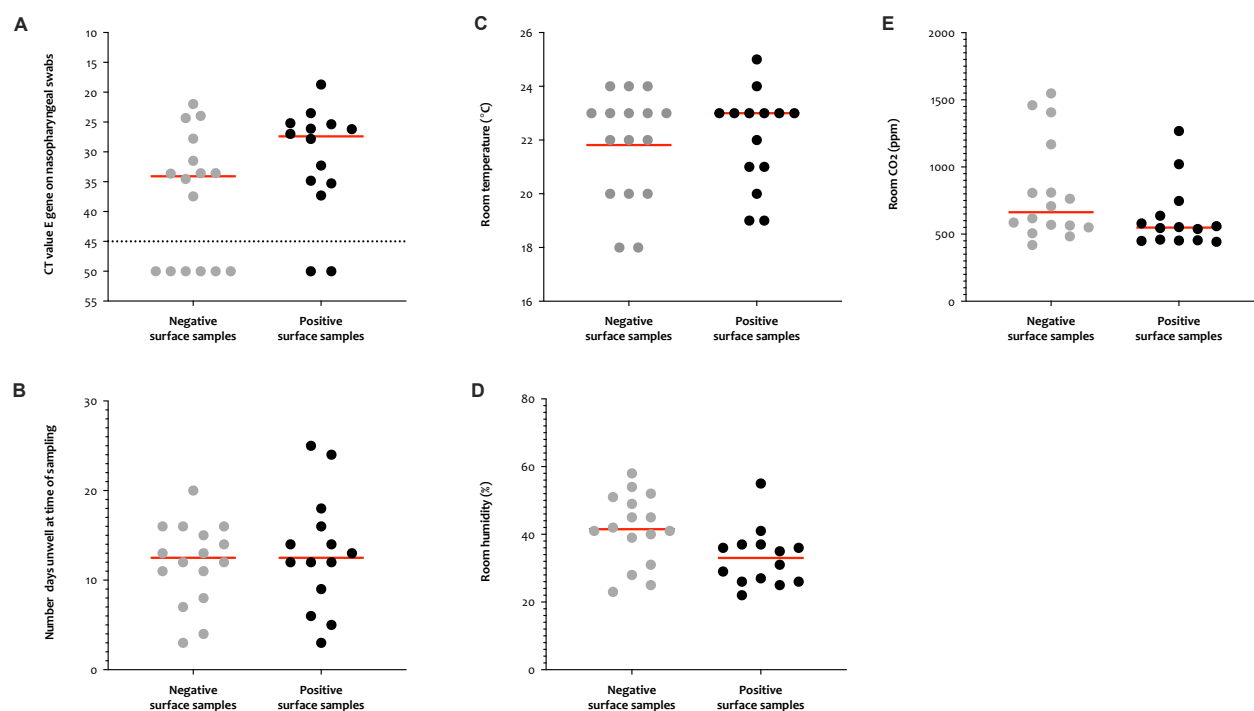 A
CT value E gene on nasopharyngeal swabs
10
15
20
25
30
35
40
45
50
55
Negative
surface samples
Positive
surface samples
C
Room temperature (°C)
26
24
22
20
18
16
Negative
surface samples
Positive
surface samples
E
Room CO2 (ppm)
2000
1500
1000
500
0
Negative
surface samples
Positive
surface samples
B
Number days unwell at time of sampling
30
20
10
0
Negative
surface samples
Positive
surface samples
D
Room humidity (%)
80
60
40
20
0
Negative
surface samples
Positive
surface samples